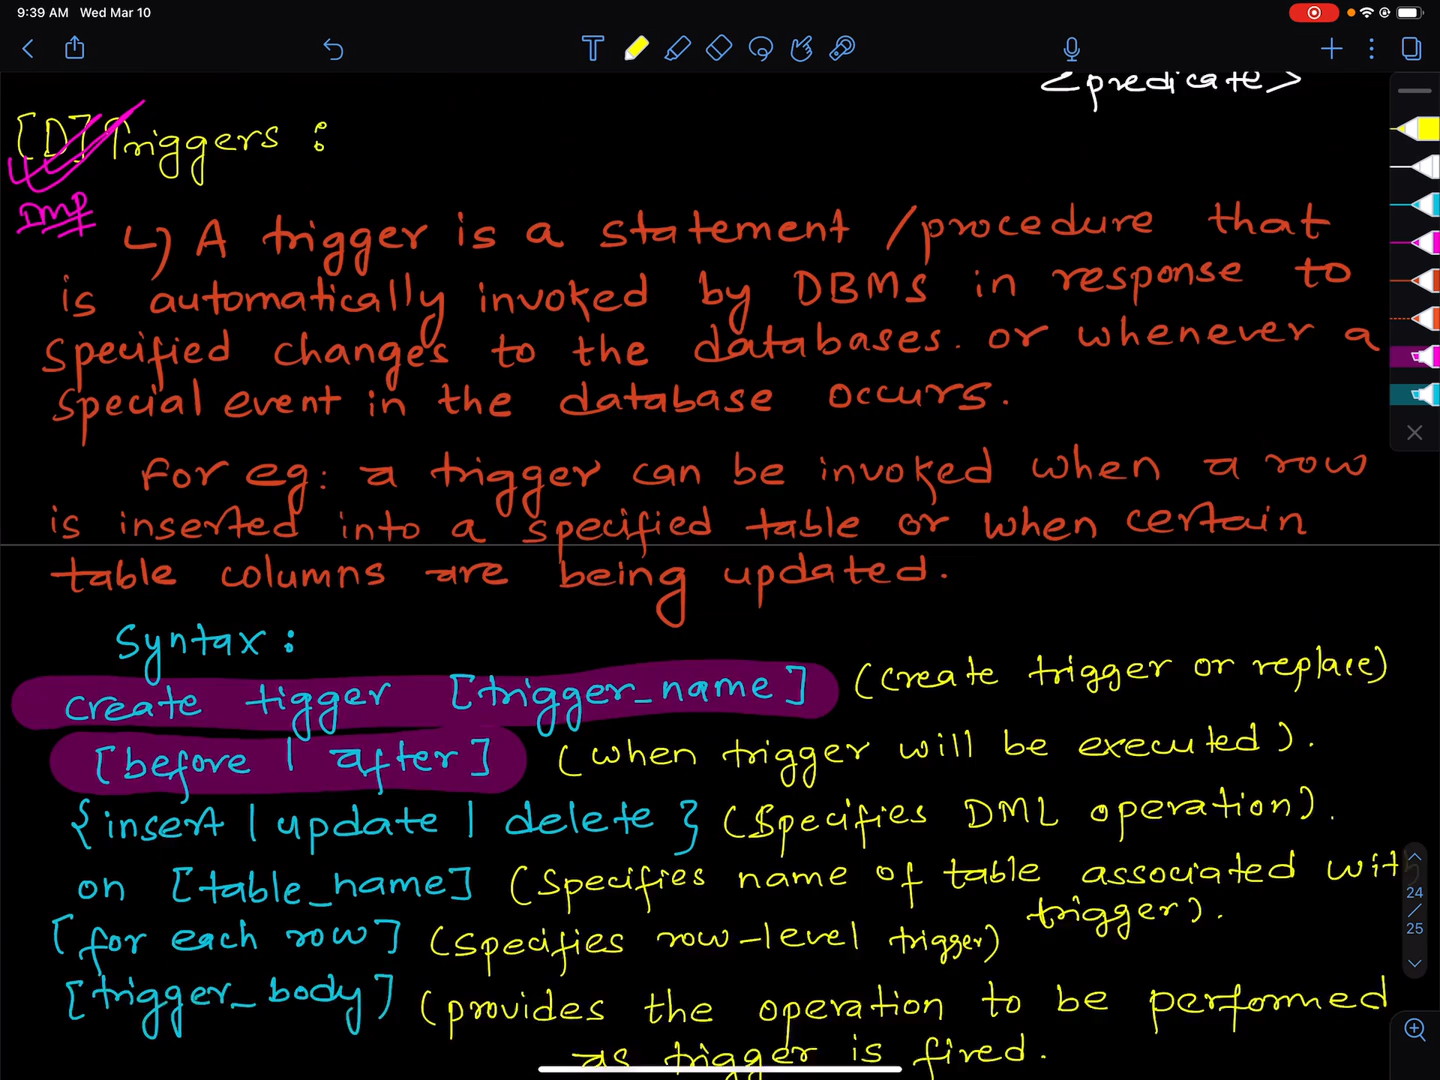 9:39 AM Wed Mar 10
<predicate>
[D] Triggers :
Imp
↳ A trigger is a statement /procedure that
is automatically invoked by DBMS in response to
specified changes to the databases. or whenever a
special event in the database occurs.
For eg: a trigger can be invoked when a row
is inserted into a specified table or when certain
table columns are being updated.
Syntax :
create tigger [trigger_name] (create trigger or replace)
[before | after] (when trigger will be executed).
{insert | update | delete } (Specifies DML operation).
on [table_name] (Specifies name of table associated wit
trigger).
[for each row] (specifies row-level trigger)
[trigger_body] (provides the operation to be performed
as trigger is fired.
24
/
25